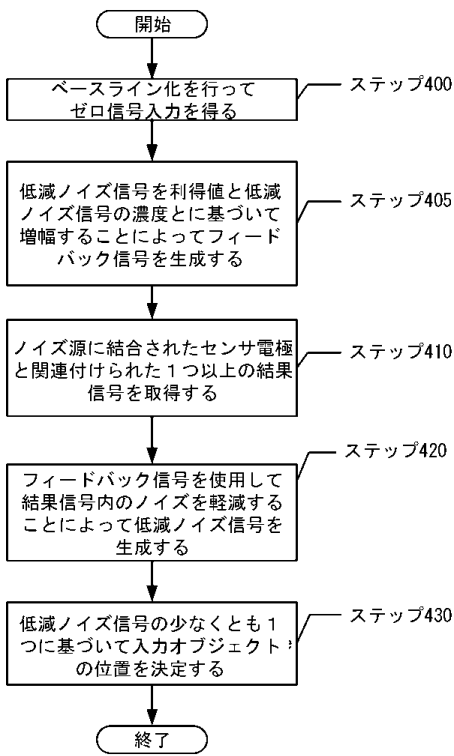 開始
ベースライン化を行って
ゼロ信号入力を得る
ステップ400
低減ノイズ信号を利得値と低減
ノイズ信号の濃度とに基づいて
増幅することによってフィード
バック信号を生成する
ステップ405
ノイズ源に結合されたセンサ電極
と関連付けられた1つ以上の結果
信号を取得する
ステップ410
フィードバック信号を使用して
結果信号内のノイズを軽減する
ことによって低減ノイズ信号を
生成する
ステップ420
低減ノイズ信号の少なくとも1
つに基づいて入力オブジェクト
の位置を決定する
ステップ430
終了